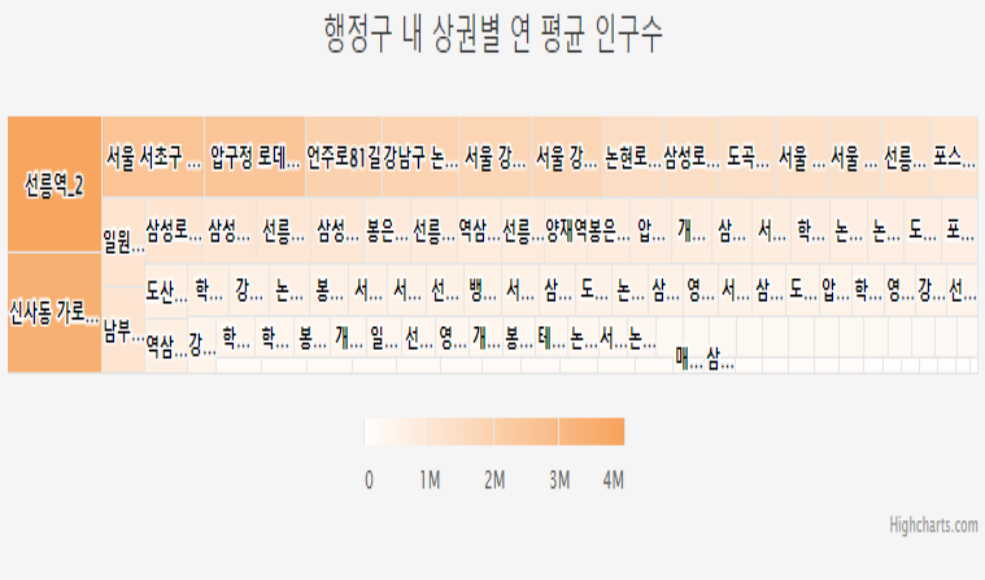 행정구 내 상권별 연 평균 인구수
선릉역_2
서울 서초구 ...
압구정 로데...
언주로81길
강남구 논...
서울 강...
서울 강...
논현로...
삼성로...
도곡...
서울 ...
서울 ...
선릉...
포스...
일원...
삼성로...
삼성...
선릉...
삼성...
봉은...
선릉...
역삼...
선릉...
양재역
봉은...
압...
개...
삼...
서...
학...
논...
논...
도...
포...
신사동 가로...
도산...
학...
강...
논...
봉...
서...
서...
선...
뱅...
서...
삼...
도...
논...
삼...
영...
서...
삼...
도...
압...
학...
영...
강...
선...
남부...
역삼...
강...
학...
학...
봉...
개...
일...
선...
영...
개...
봉...
테...
논...
서...
논...
매...
삼...
0 1M 2M 3M 4M
Highcharts.com